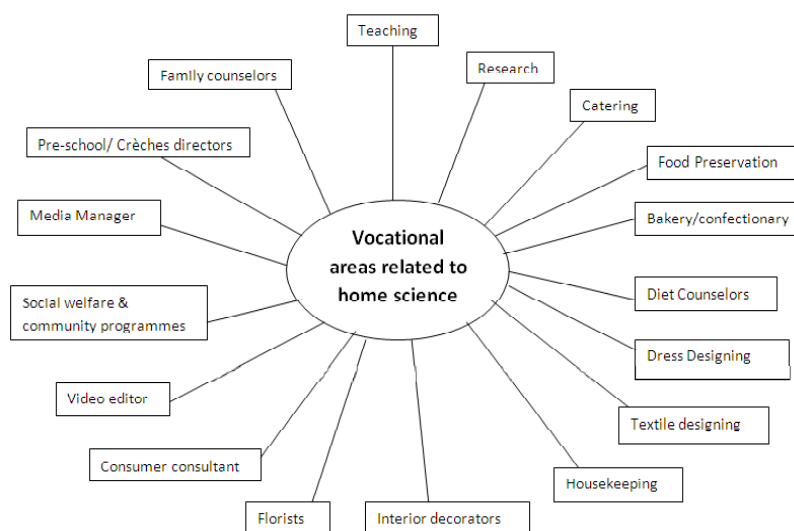 Teaching
Research
Family counselors
Catering
Pre-school/ Crèches directors
Food Preservation
Media Manager
Bakery/confectionary
Vocational
areas related to
home science
Social welfare &
community programmes
Diet Counselors
Dress Designing
Video editor
Textile designing
Consumer consultant
Housekeeping
Florists
Interior decorators